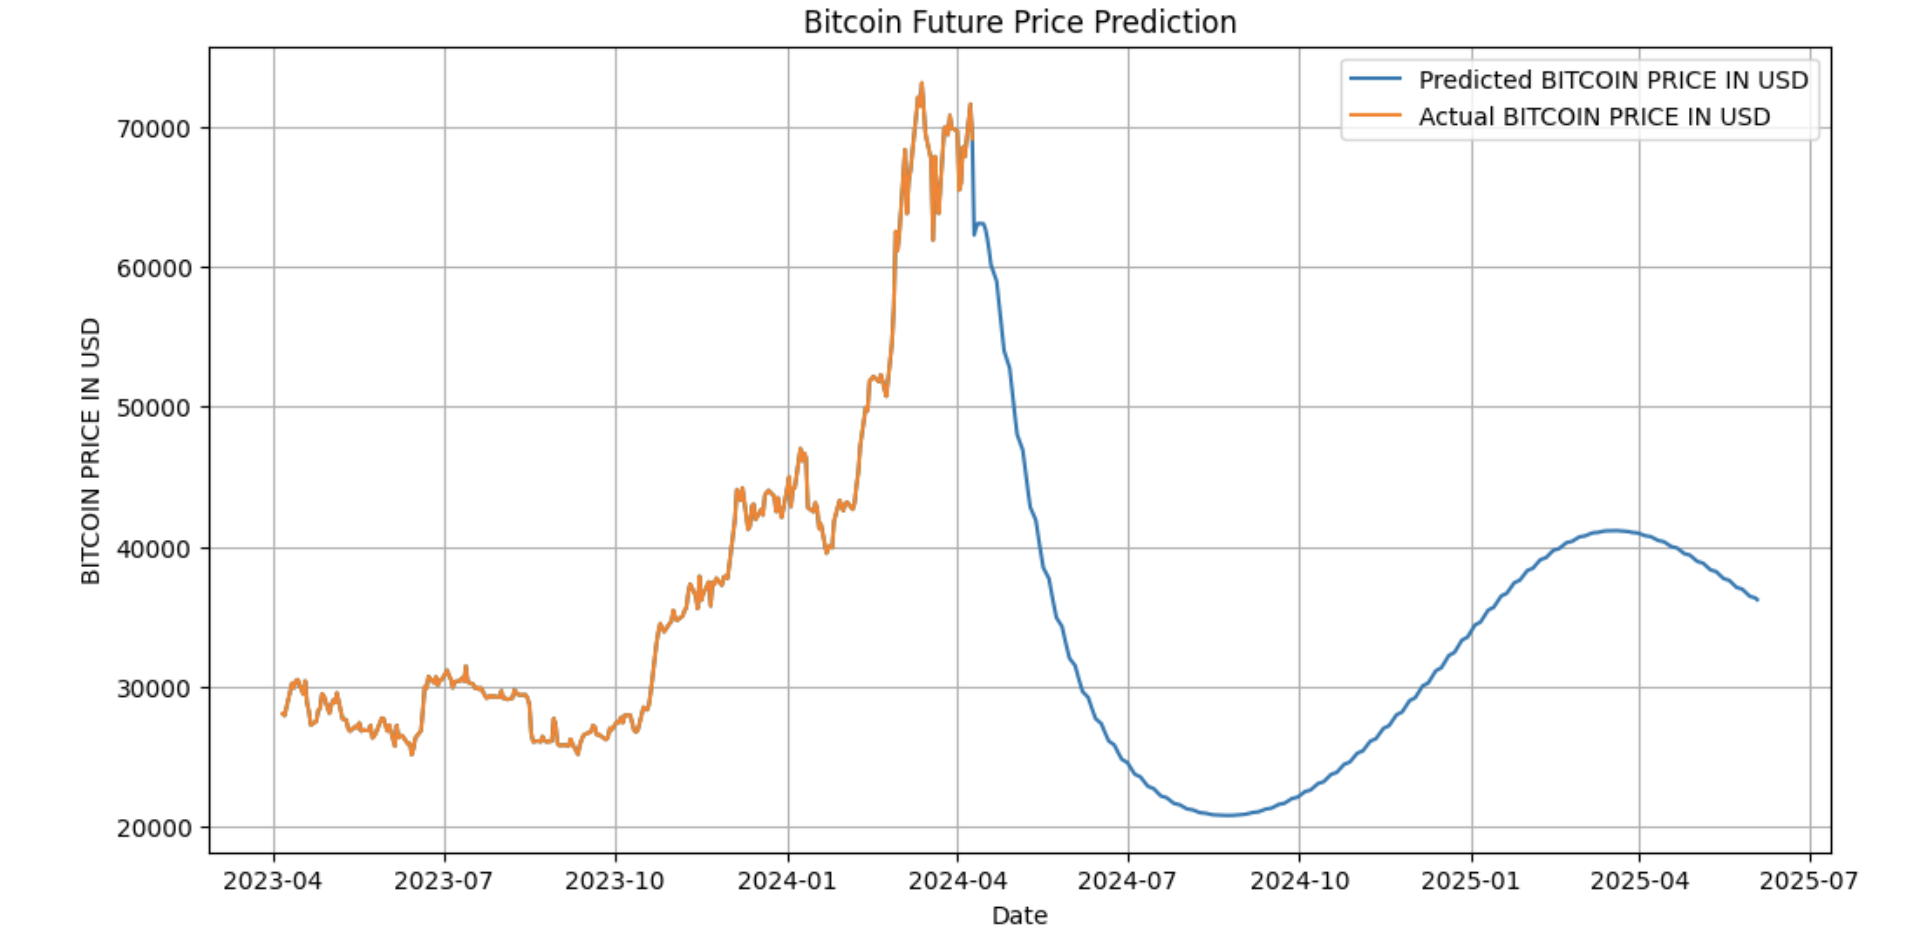 Bitcoin Future Price Prediction
Predicted BITCOIN PRICE IN USD
Actual BITCOIN PRICE IN USD
BITCOIN PRICE IN USD
70000
60000
50000
40000
30000
20000
2023-04 2023-07 2023-10 2024-01 2024-04 2024-07 2024-10 2025-01 2025-04 2025-07
Date